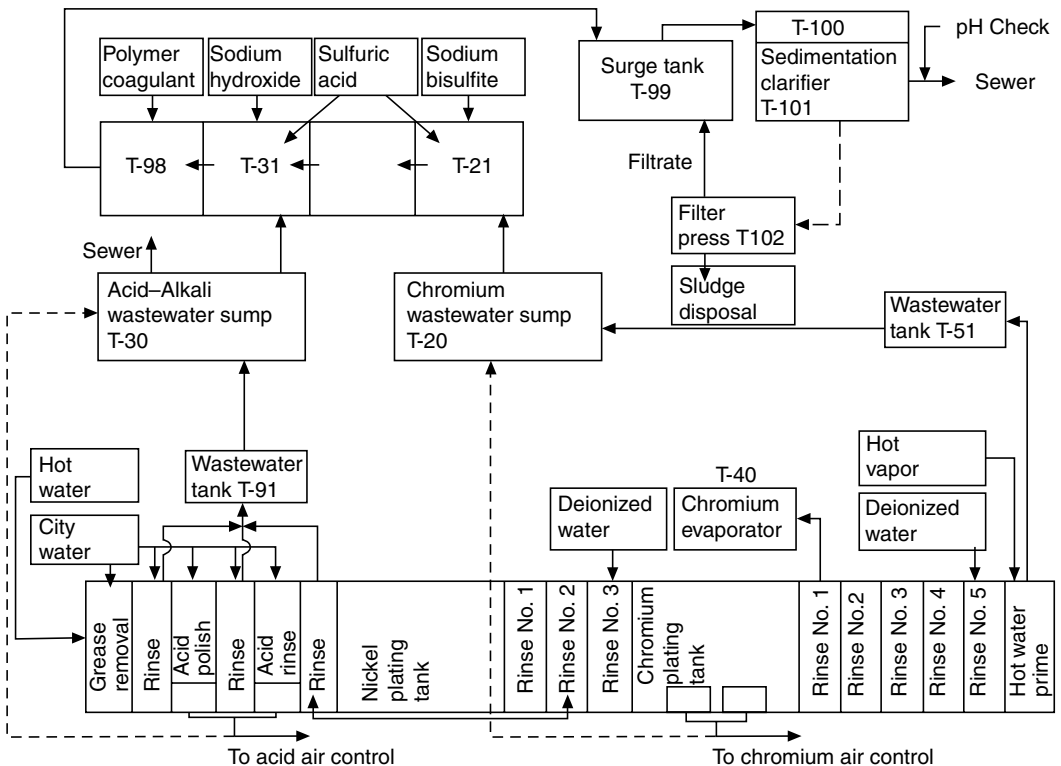 T-100
pH Check
Polymer
coagulant
Sodium
hydroxide
Sulfuric
acid
Sodium
bisulfite
Surge tank
T-99
Sedimentation
clarifier
T-101
Sewer
T-98
T-31
T-21
Filtrate
Filter
press T102
Sewer
Sludge
disposal
Acid–Alkali
wastewater sump
T-30
Chromium
wastewater sump
T-20
Wastewater
tank T-51
Hot
water
Wastewater
tank T-91
T-40
Hot
vapor
City
water
Deionized
water
Chromium
evaporator
Deionized
water
Grease
removal
Rinse
Acid
polish
Rinse
Acid
rinse
Rinse
Nickel
plating
tank
Rinse No. 1
Rinse No. 2
Rinse No. 3
Chromium
plating
tank
Rinse No. 1
Rinse No.2
Rinse No. 3
Rinse No. 4
Rinse No. 5
Hot water
prime
To acid air control
To chromium air control